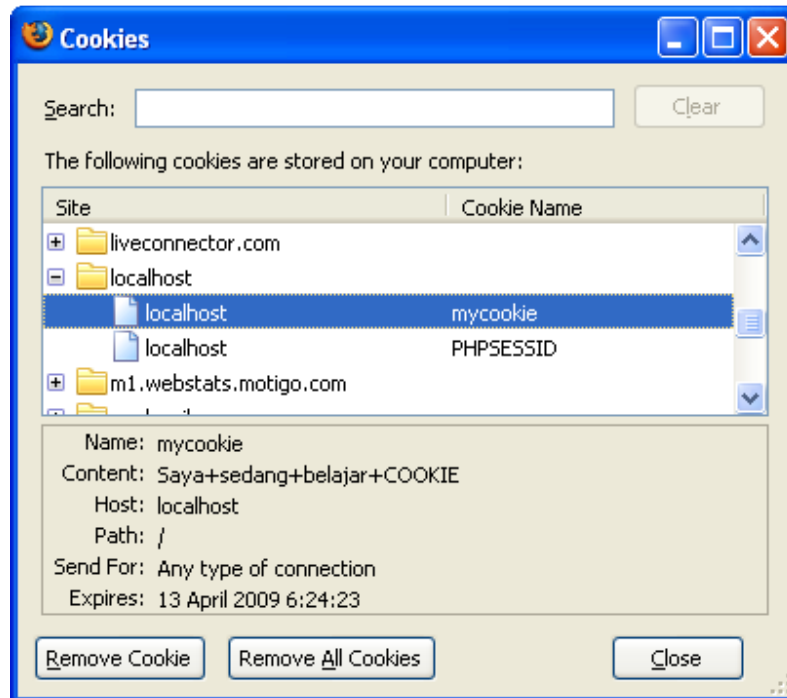 Cookies
Search:
Clear
The following cookies are stored on your computer:
Site Cookie Name
liveconnector.com
localhost
localhost mycookie
localhost PHPSESSID
m1.webstats.motigo.com
Name: mycookie
Content: Saya+sedang+belajar+COOKIE
Host: localhost
Path: /
Send For: Any type of connection
Expires: 13 April 2009 6:24:23
Remove Cookie Remove All Cookies Close